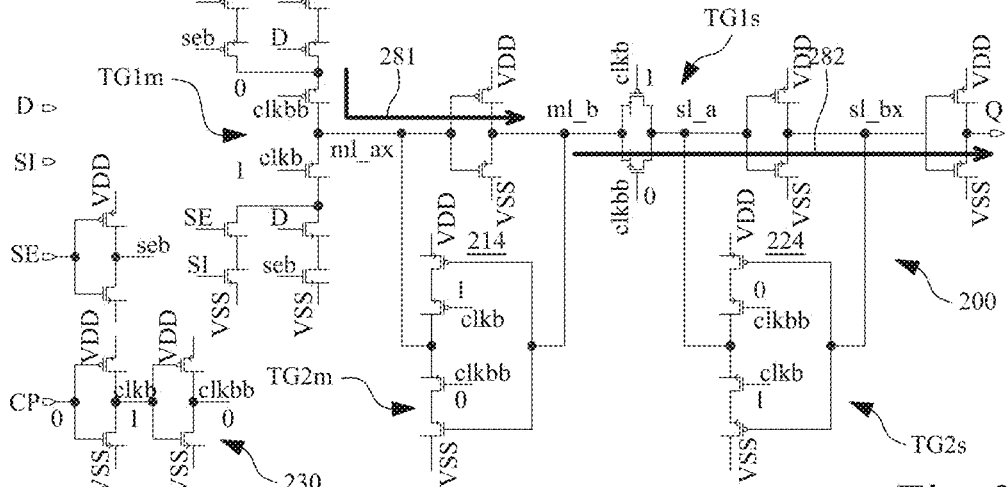 TG1s
seb
D
VDD
VDD
282
281
TG1m
0
clkb
1
VDD
D
clkbb
ml_b
sl_a
sl_bx
Q
ml_ax
SI
clkb
1
0
clkbb
VSS
VSS
VSS
VDD
SE
D
VDD
VDD
SE
seb
214
224
SI
seb
1
0
200
VSS
VSS
VSS
clkb
clkbb
VDD
VDD
TG2m
clkbb
clkb
CP
clkb
clkbb
0
1
0
1
0
TG2s
VSS
VSS
VSS
VSS
230